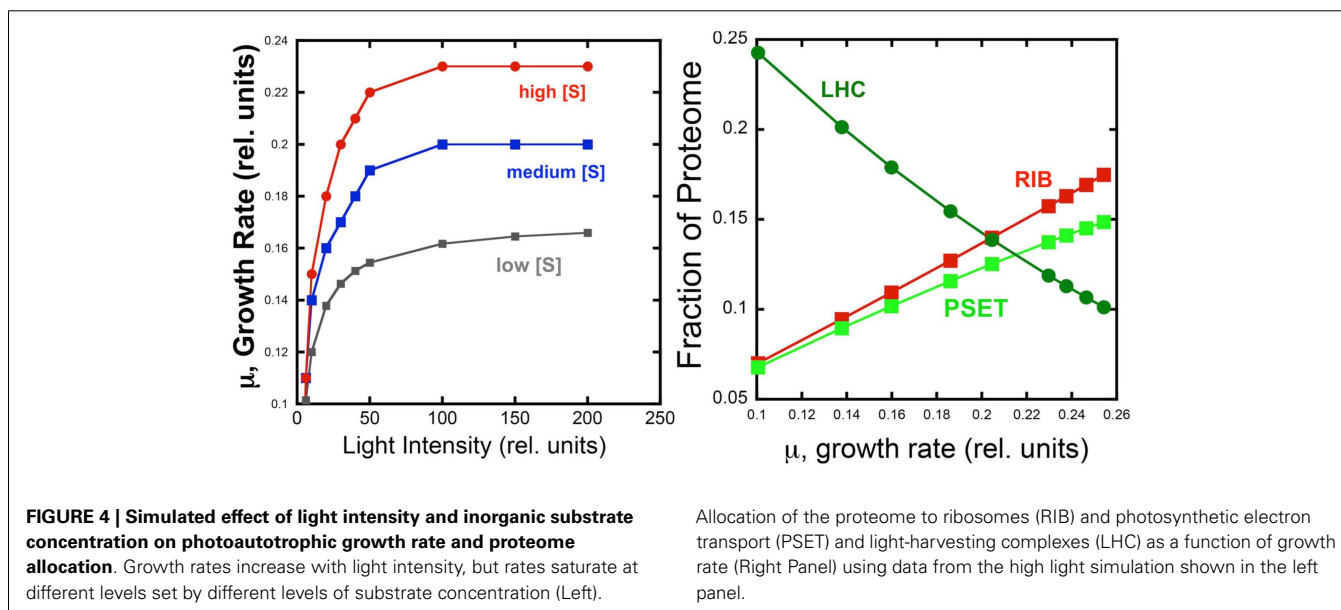 μ, Growth Rate (rel. units)
0.24
0.22
0.2
0.18
0.16
0.14
0.12
0.1
high [S]
medium [S]
low [S]
0 50 100 150 200 250
Light Intensity (rel. units)
Fraction of Proteome
0.25
0.2
0.15
0.1
0.05
LHC
RIB
PSET
0.1 0.12 0.14 0.16 0.18 0.2 0.22 0.24 0.26
μ, growth rate (rel. units)
FIGURE 4 | Simulated effect of light intensity and inorganic substrate
concentration on photoautotrophic growth rate and proteome
allocation. Growth rates increase with light intensity, but rates saturate at
different levels set by different levels of substrate concentration (Left).
Allocation of the proteome to ribosomes (RIB) and photosynthetic electron
transport (PSET) and light-harvesting complexes (LHC) as a function of growth
rate (Right Panel) using data from the high light simulation shown in the left
panel.